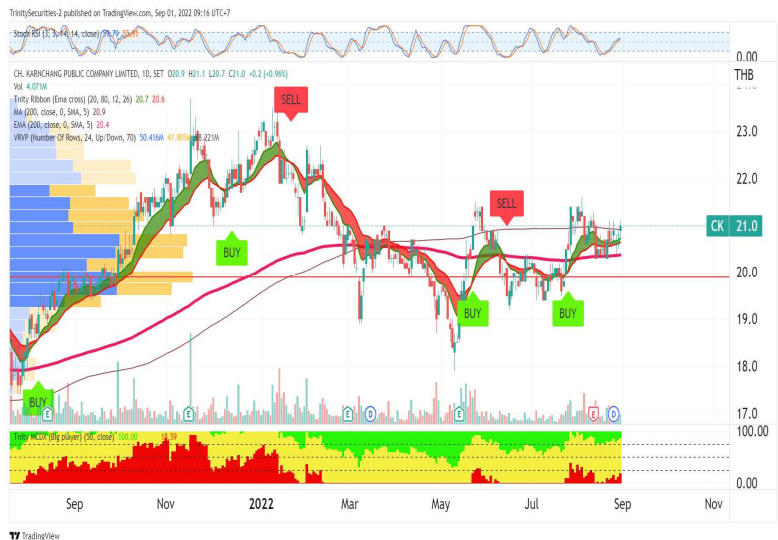 TrinitySecurities-2 published on TradingView.com, Sep 01, 2022 09:16 UTC+7
Stoch RSI (3, 3, 14, 14, close)
0.00
CH. KARNCHANG PUBLIC COMPANY LIMITED, 1D, SET O20.9 H21.1 L20.7 C21.0 +0.2 (+0.96%)
THB
Vol 4.071M
Tnity Ribbon (Ema cross) (20, 80, 12, 26) 20.7 20.6
MA (200, close, 0, SMA, 5) 20.9
EMA (200, close, 0, SMA, 5) 20.4
VRVP (Number Of Rows, 24, Up/Down, 70) 50.416M 47.805M
SELL
23.0
22.0
SELL
CK 21.0
BUY
20.0
BUY
BUY
19.0
18.0
BUY
E
E
E
D
E
E
D
17.0
Tnity MCDX (Big player) (50, close) 100.00
100.00
0.00
Sep
Nov
2022
Mar
May
Jul
Sep
Nov
TradingView